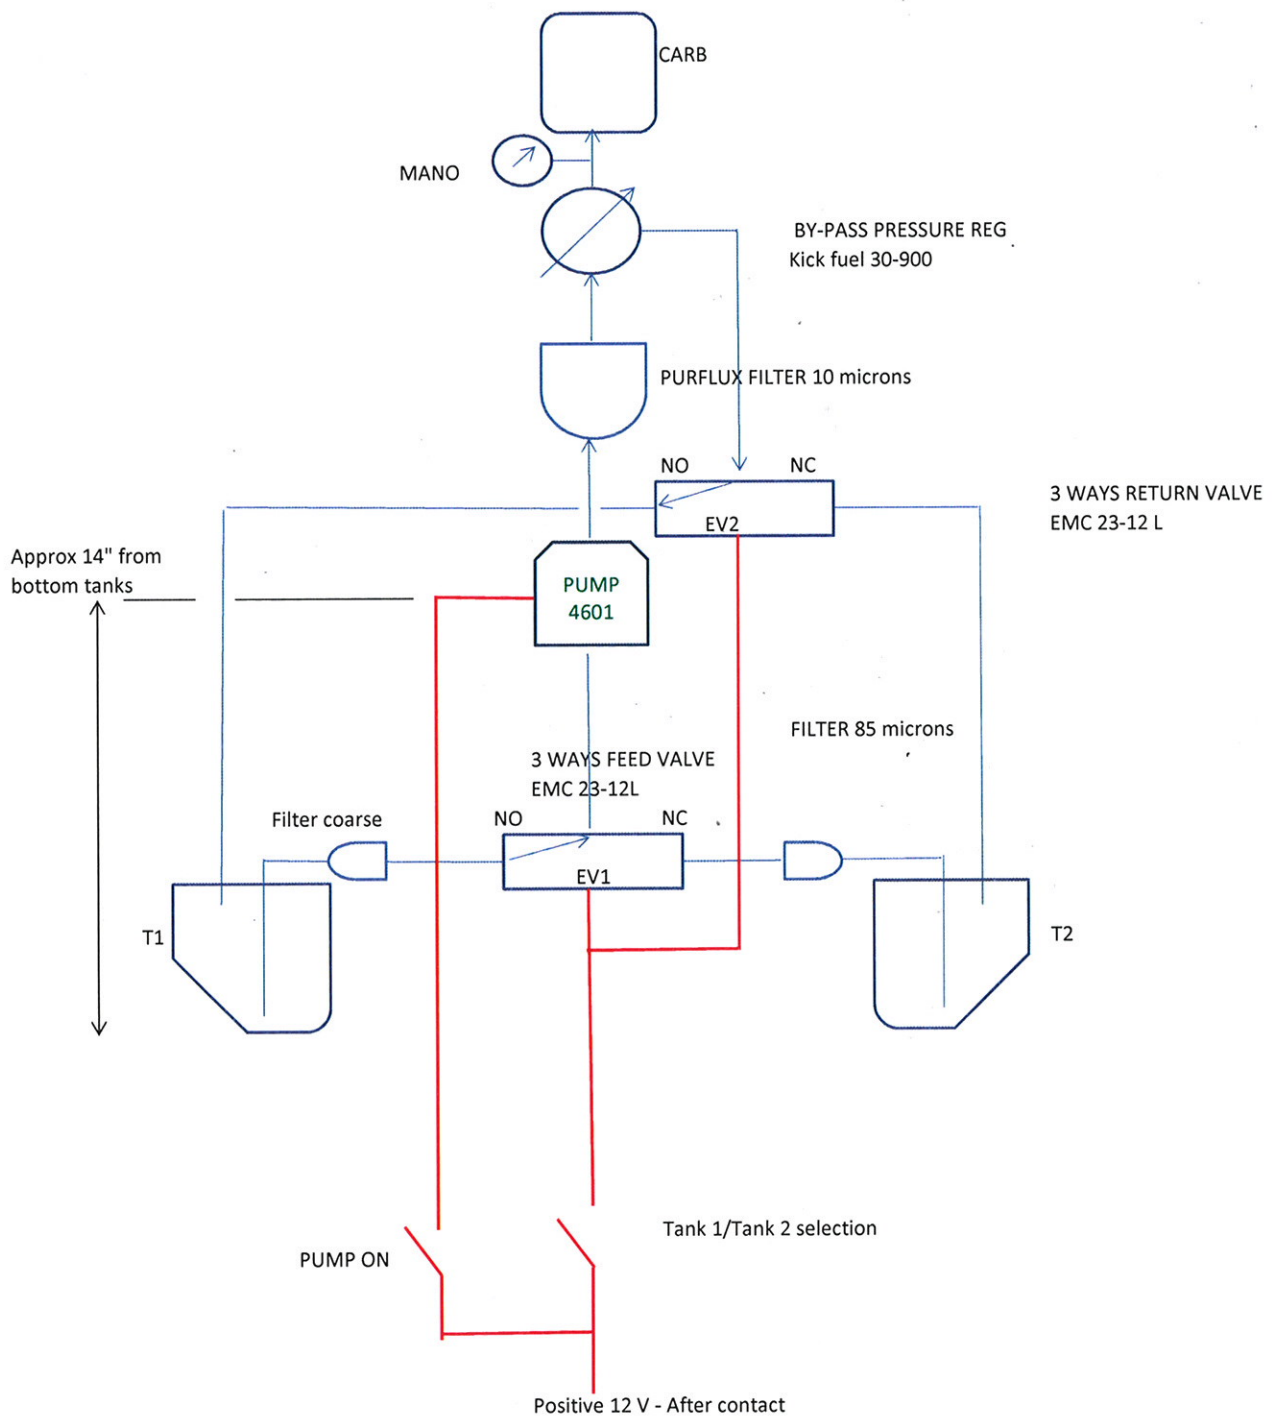 CARB
MANO
BY-PASS PRESSURE REG
Kick fuel 30-900
PURFLUX FILTER 10 microns
NO
NC
3 WAYS RETURN VALVE
EMC 23-12 L
EV2
Approx 14" from
bottom tanks
PUMP
4601
FILTER 85 microns
3 WAYS FEED VALVE
EMC 23-12L
Filter coarse
NO
NC
EV1
T1
T2
Tank 1/Tank 2 selection
PUMP ON
Positive 12 V - After contact